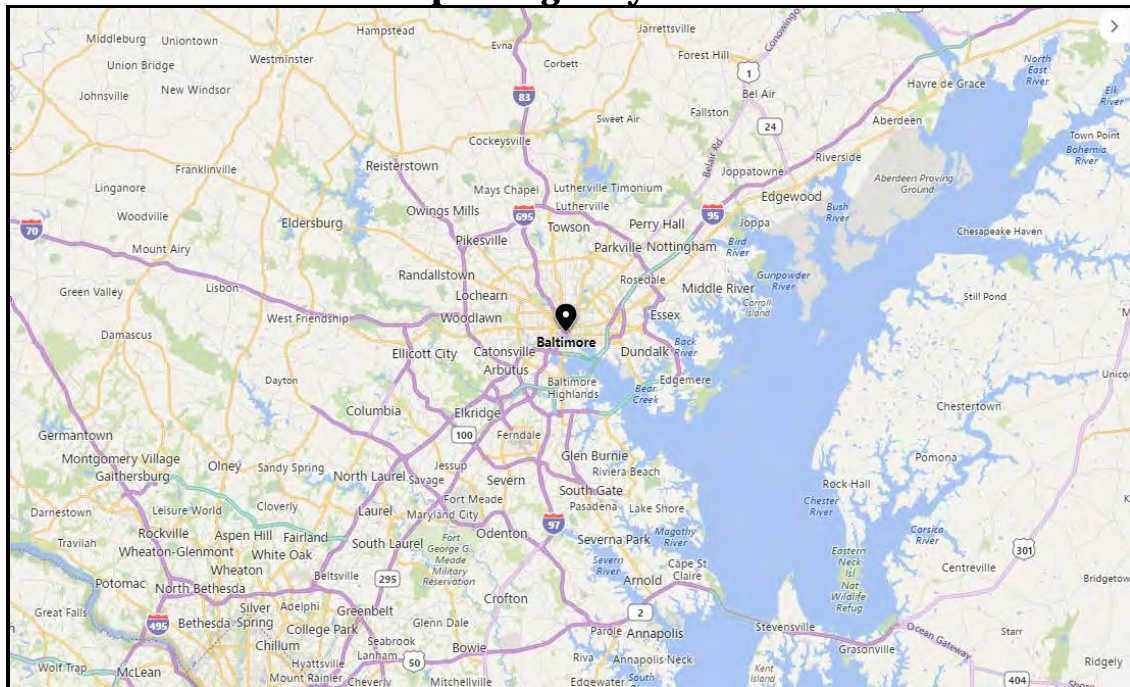 Hampstead
Jarrettsville
Conowingo
Middleburg
Uniontown
Evna
Corbett
Forest Hill
Westminster
1
North
East
River
Union Bridge
New Windsor
83
Bel Air
Havre de Grace
Elk
River
Johnsville
Sweet Air
Fallston
24
Aberdeen
Cockeysville
Town Point
Bohemia
River
Reisterstown
Belair Rd
Riverside
Franklinville
Joppatowne
Aberdeen Proving
Ground
Linganore
Mays Chapel
Lutherville Timonium
Edgewood
Woodville
Eldersburg
Owings Mills
Lutherville
Bush
River
70
695
Towson
Perry Hall
95
Joppa
Chesapeake Haven
Mount Airy
Pikesville
Parkville
Nottingham
Bird
River
Randallstown
Rosedale
Gunpowder
River
Green Valley
Lisbon
Lochearn
Middle River
Carroll
Island
Still Pond
West Friendship
Woodlawn
Essex
Damascus
Baltimore
Back
River
Ellicott City
Catonsville
Dundalk
Arbutus
Dayton
Baltimore
Highlands
Bear
Creek
Edgemere
Columbia
Elkridge
Chestertown
Germantown
100
Ferndale
Montgomery Village
Olney
Sandy Spring
Jessup
Glen Burnie
Pomona
Gaithersburg
North Laurel
Savage
Severn
Riviera Beach
Rock Hall
Fort Meade
South Gate
Darnestown
Leisure World
Cloverly
Laurel
Maryland City
Pasadena
Lake Shore
Chester
River
Rockville
Aspen Hill
Fairland
97
Corsica
River
Travilah
Wheaton-Glenmont
White Oak
South Laurel
Fort
George G.
Meade
Military
Reservation
Odenton
Severna Park
Magothy
River
301
Wheaton
Beltsville
295
Severn
River
Cape St
Claire
Eastern
Neck
Isl
Nat
Wildlife
Refug
Centreville
Potomac
North Bethesda
Arnold
Bridgetow
Crofton
Great Falls
Silver
Spring
Adelphi
Greenbelt
2
495
Bethesda
College Park
Glenn Dale
Parole
Annapolis
Stevensville
Ocean Gateway
Starr
Chillum
Seabrook
Lanham
Bowie
Grasonville
Wolf Trap
McLean
Hyattsville
50
Riva
Annapolis Neck
Ridgely
Mount Rainier
Cheverly
Mitchellville
Edgewater
South
Kent
Island
404